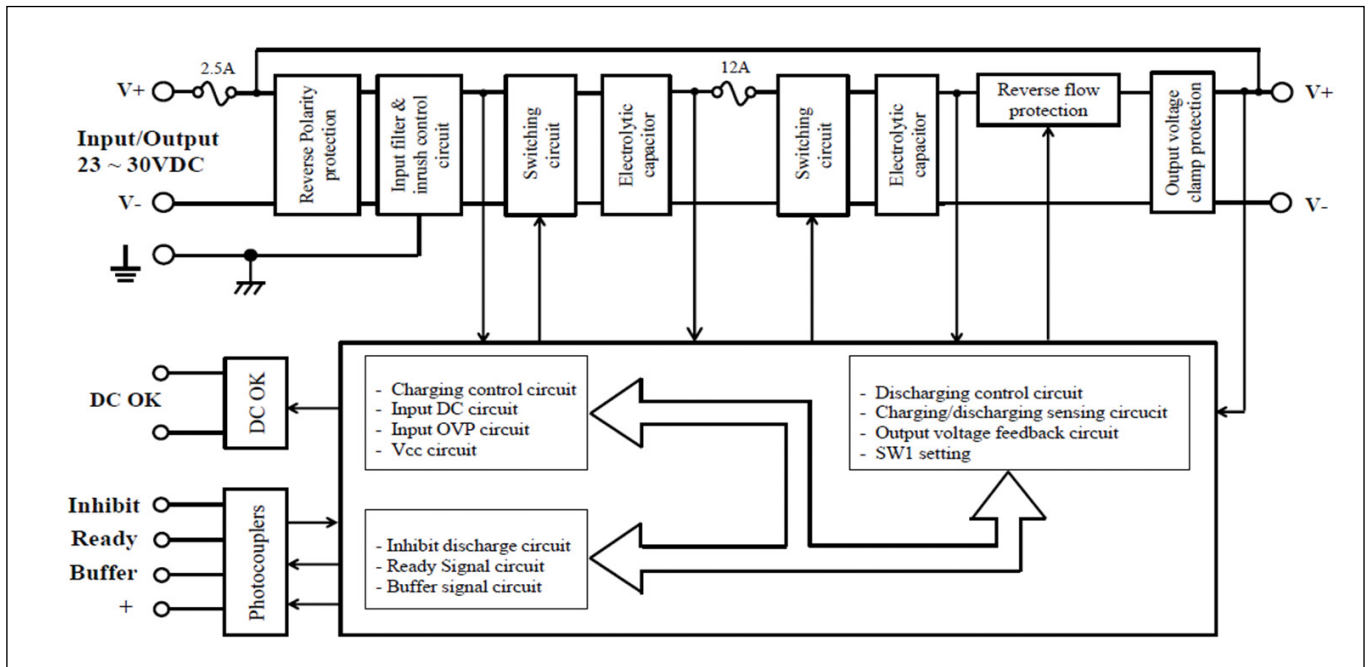 2.5A
12A
V+
Input/Output
23 ~ 30VDC
V-
Reverse Polarity
protection
Input filter &
inrush control
circuit
Switching
circuit
Electrolytic
capacitor
Switching
circuit
Electrolytic
capacitor
Reverse flow
protection
Output voltage
clamp protection
V+
V-
DC OK
DC OK
- Charging control circuit
- Input DC circuit
- Input OVP circuit
- Vcc circuit
- Discharging control circuit
- Charging/discharging sensing circucit
- Output voltage feedback circuit
- SW1 setting
Inhibit
Ready
Buffer
+
Photocouplers
- Inhibit discharge circuit
- Ready Signal circuit
- Buffer signal circuit